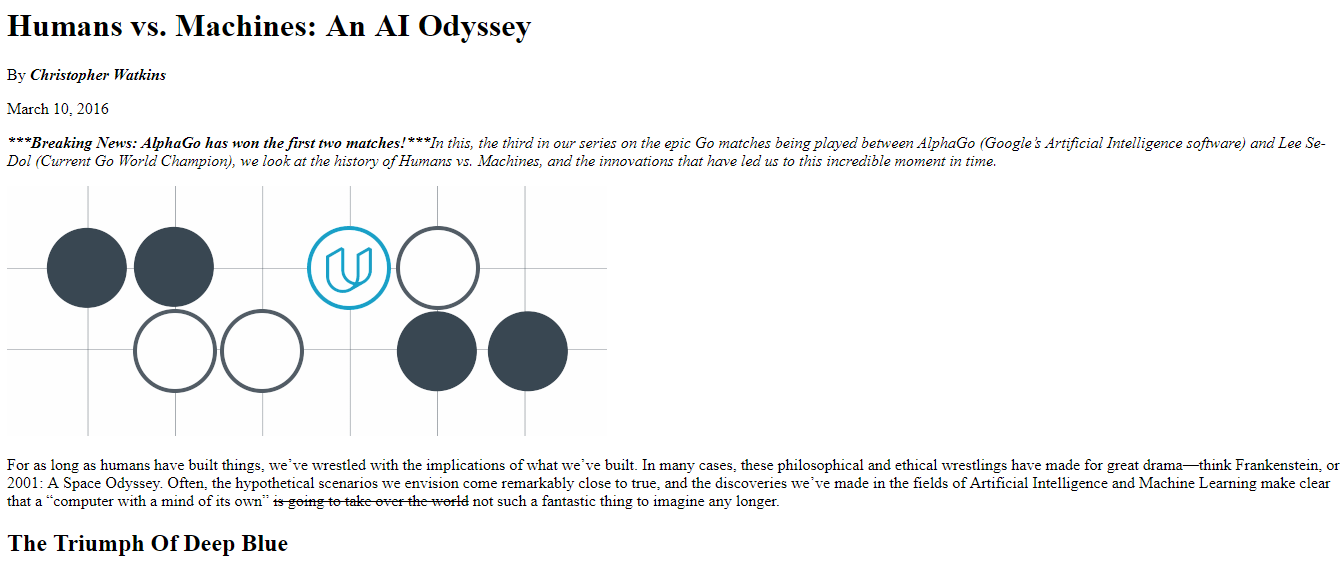 Humans vs. Machines: An AI Odyssey
By Christopher Watkins
March 10, 2016
***Breaking News: AlphaGo has won the first two matches!***In this, the third in our series on the epic Go matches being played between AlphaGo (Google’s Artificial Intelligence software) and Lee Se-
Dol (Current Go World Champion), we look at the history of Humans vs. Machines, and the innovations that have led us to this incredible moment in time.
For as long as humans have built things, we’ve wrestled with the implications of what we’ve built. In many cases, these philosophical and ethical wrestlings have made for great drama—think Frankenstein, or
2001: A Space Odyssey. Often, the hypothetical scenarios we envision come remarkably close to true, and the discoveries we’ve made in the fields of Artificial Intelligence and Machine Learning make clear
that a “computer with a mind of its own” is going to take over the world not such a fantastic thing to imagine any longer.
The Triumph Of Deep Blue